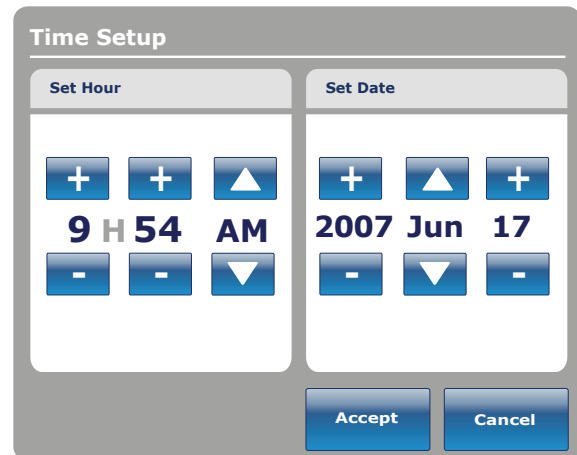 Time Setup
Set Hour
Set Date
+ +
9 H 54 AM
- -
+ +
2007 Jun 17
- -
Accept
Cancel